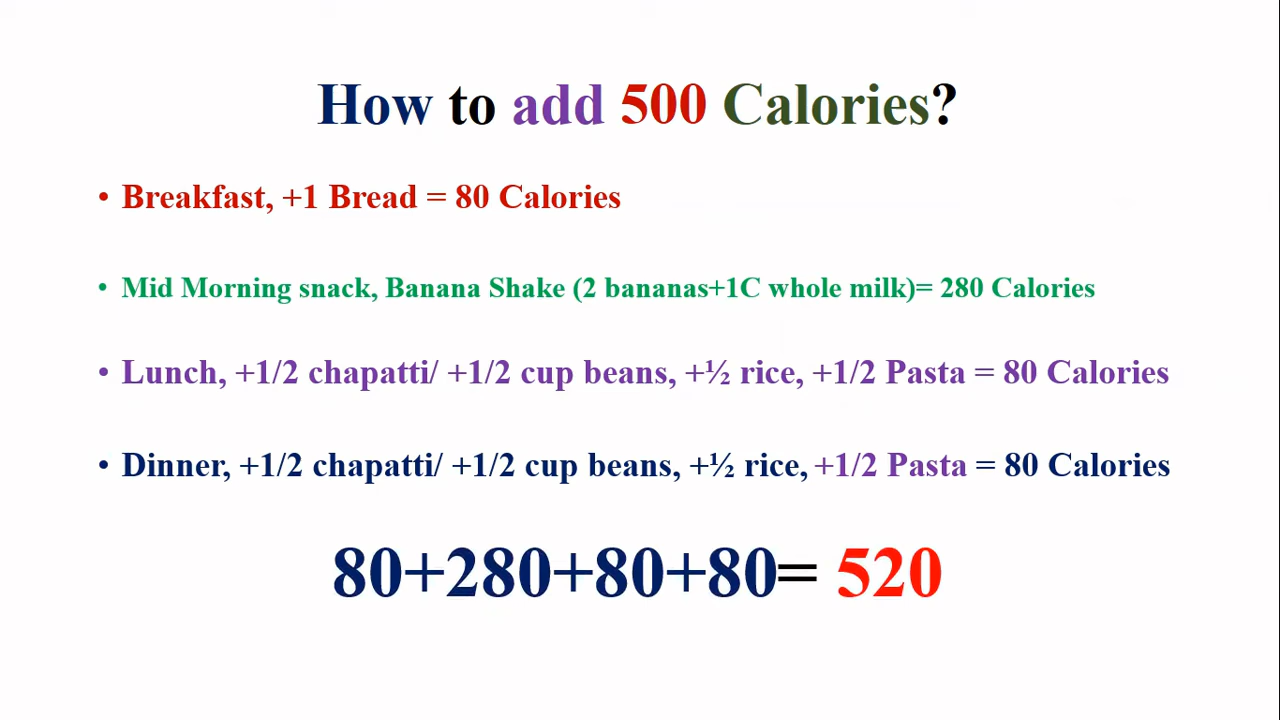 How to add 500 Calories?
• Breakfast, +1 Bread = 80 Calories
• Mid Morning snack, Banana Shake (2 bananas+1C whole milk)= 280 Calories
• Lunch, +1/2 chapatti/ +1/2 cup beans, +½ rice, +1/2 Pasta = 80 Calories
• Dinner, +1/2 chapatti/ +1/2 cup beans, +½ rice, +1/2 Pasta = 80 Calories
80+280+80+80= 520